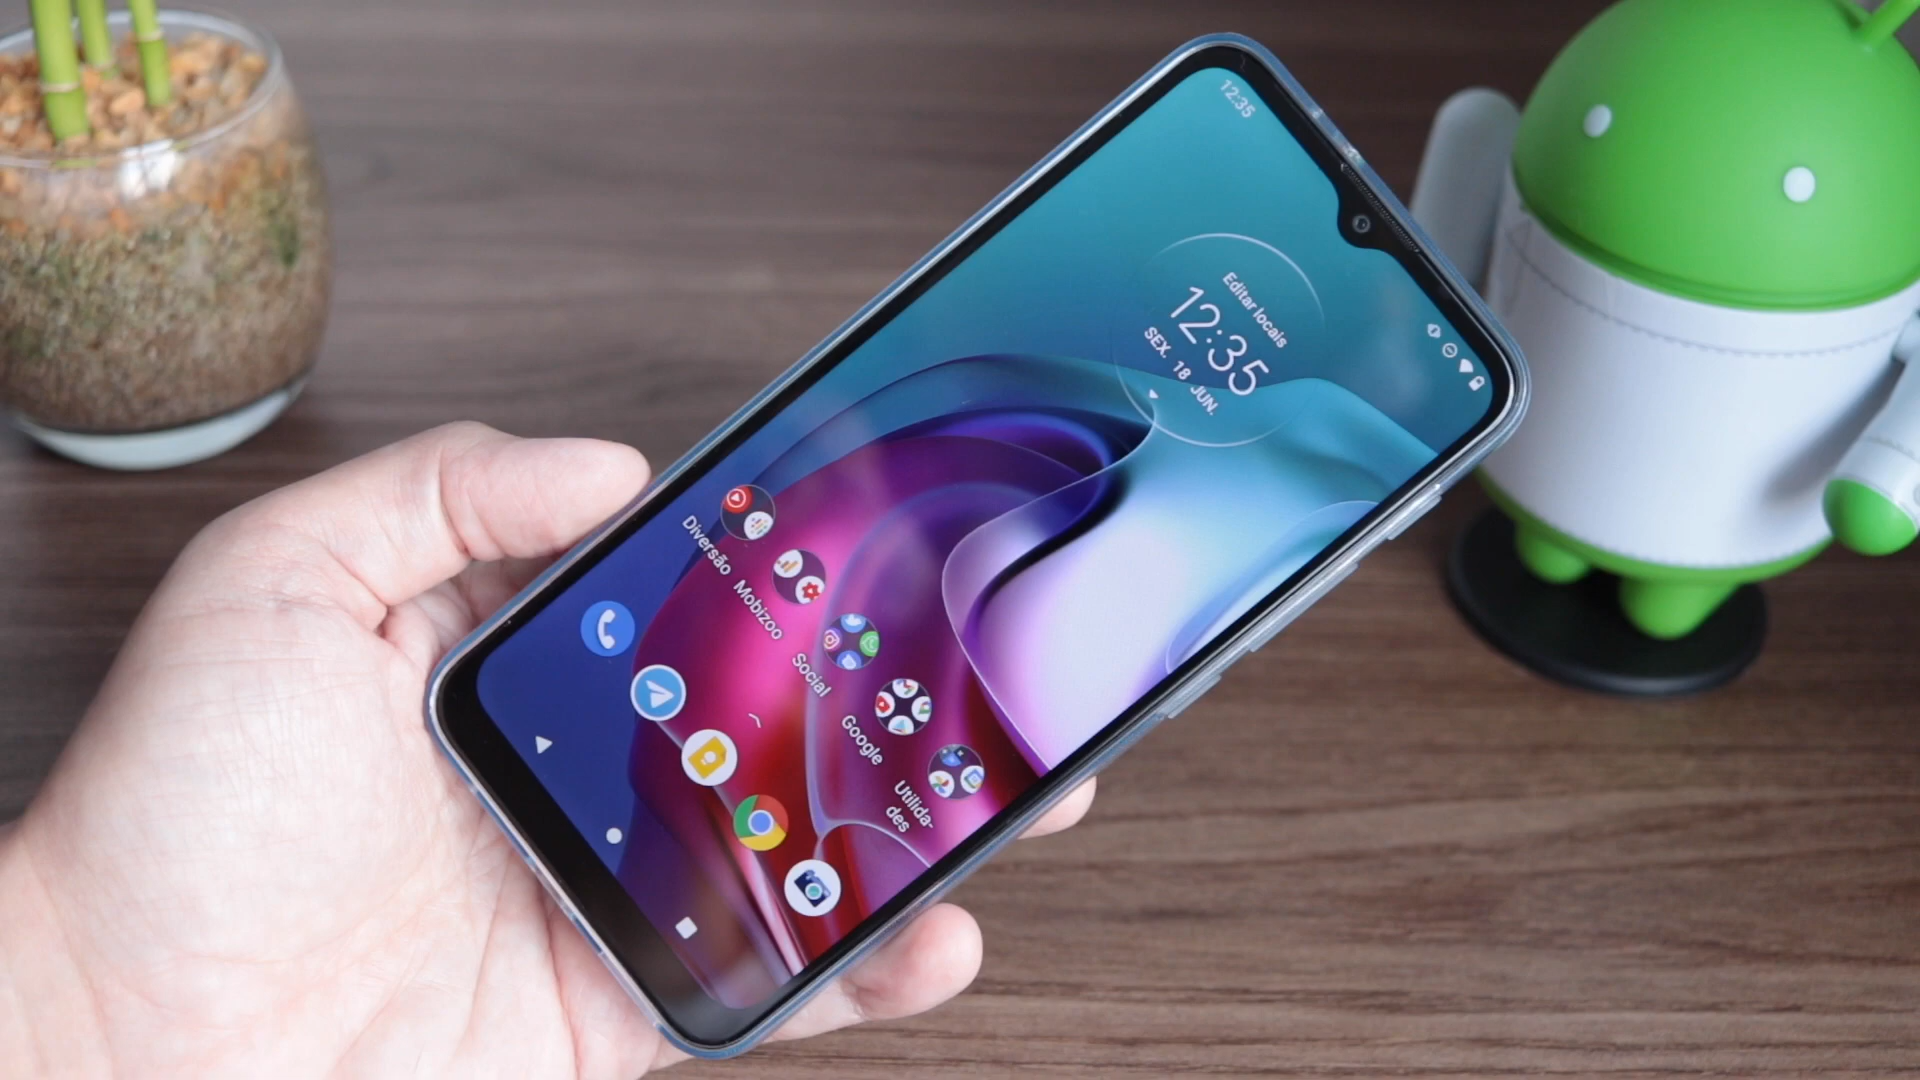 12:35
Editar locais
12:35
SEX. 18 JUN.
Diversão
Mobizoo
Social
Google
Utilida-
des